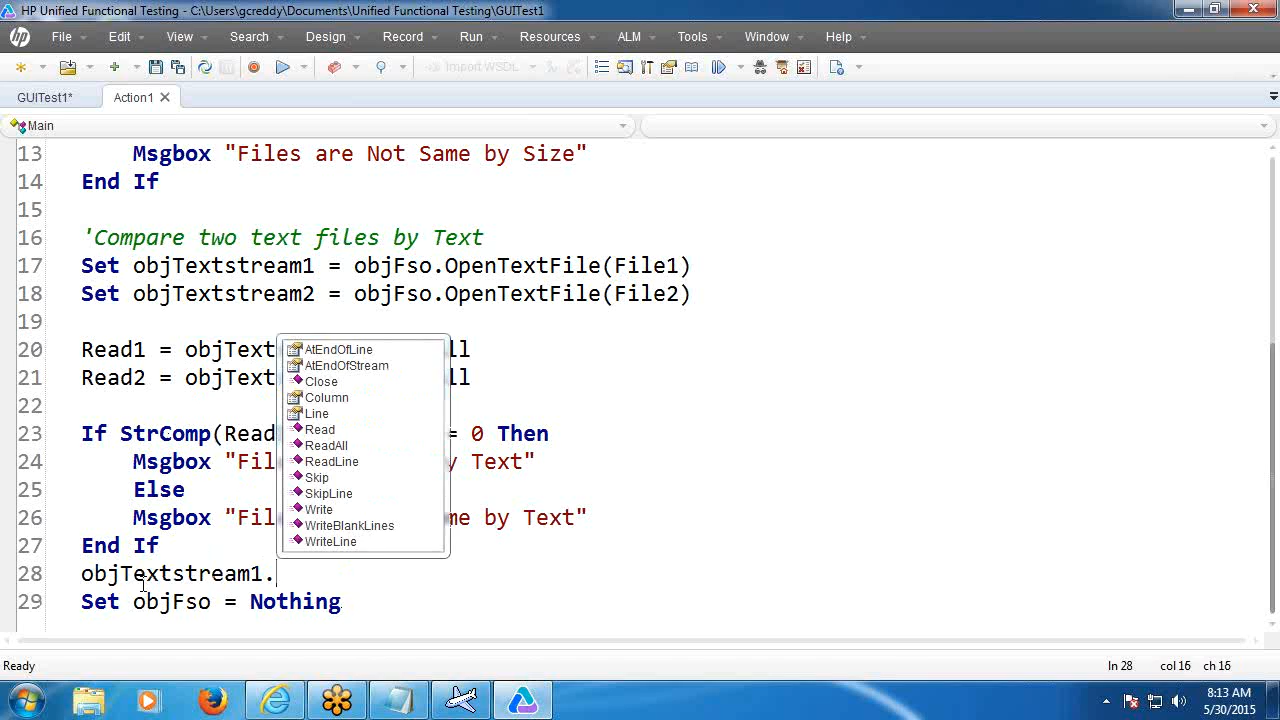 HP Unified Functional Testing - C:\Users\gcreddy\Documents\Unified Functional Testing\GUITest1
hp File Edit View Search Design Record Run Resources ALM Tools Window Help
Import WSDL
GUITest1* Action1
Main
13 Msgbox "Files are Not Same by Size"
14 End If
15
16 'Compare two text files by Text
17 Set objTextstream1 = objFso.OpenTextFile(File1)
18 Set objTextstream2 = objFso.OpenTextFile(File2)
19
20 Read1 = objText ll
21 Read2 = objText ll
22
23 If StrComp(Read = 0 Then
24 Msgbox "Fil y Text"
25 Else
26 Msgbox "Fil me by Text"
27 End If
28 objTextstream1.
29 Set objFso = Nothing
AtEndOfLine
AtEndOfStream
Close
Column
Line
Read
ReadAll
ReadLine
Skip
SkipLine
Write
WriteBlankLines
WriteLine
Ready ln 28 col 16 ch 16
8:13 AM
5/30/2015